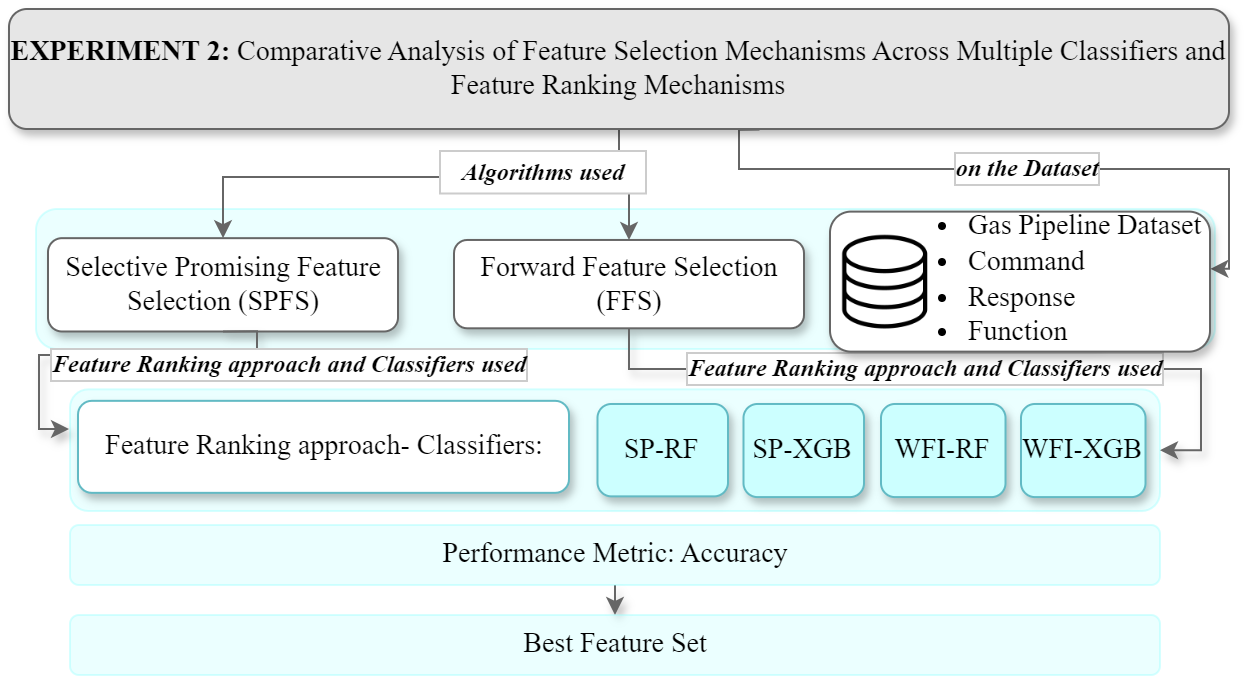 EXPERIMENT 2: Comparative Analysis of Feature Selection Mechanisms Across Multiple Classifiers and
Feature Ranking Mechanisms
Algorithms used
on the Dataset
Selective Promising Feature
Selection (SPFS)
Forward Feature Selection
(FFS)
• Gas Pipeline Dataset
• Command
• Response
• Function
Feature Ranking approach and Classifiers used
Feature Ranking approach and Classifiers used
Feature Ranking approach- Classifiers:
SP-RF
SP-XGB
WFI-RF
WFI-XGB
Performance Metric: Accuracy
Best Feature Set